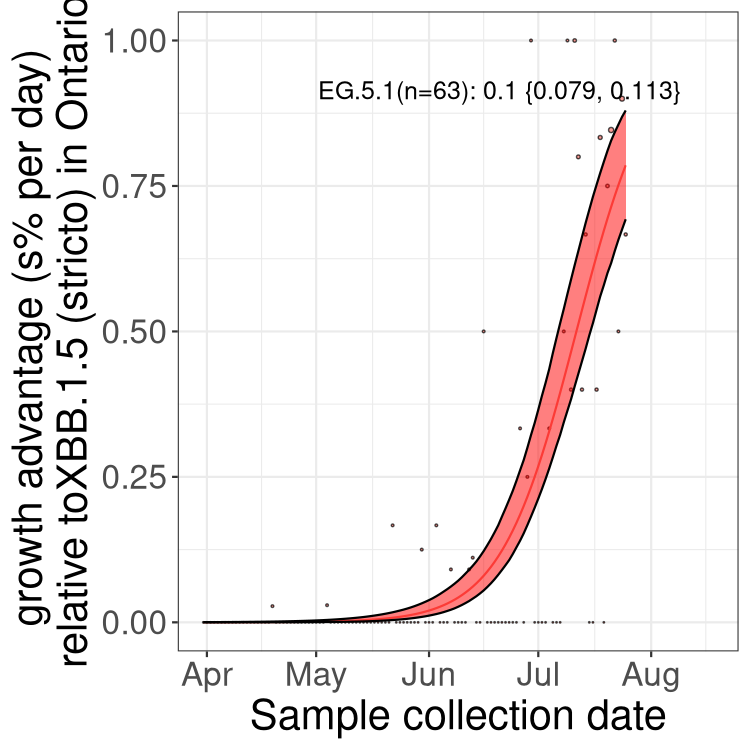 growth advantage (s% per day)
relative toXBB.1.5 (stricto) in Ontario
1.00
0.75
0.50
0.25
0.00
EG.5.1(n=63): 0.1 {0.079, 0.113}
Apr May Jun Jul Aug
Sample collection date